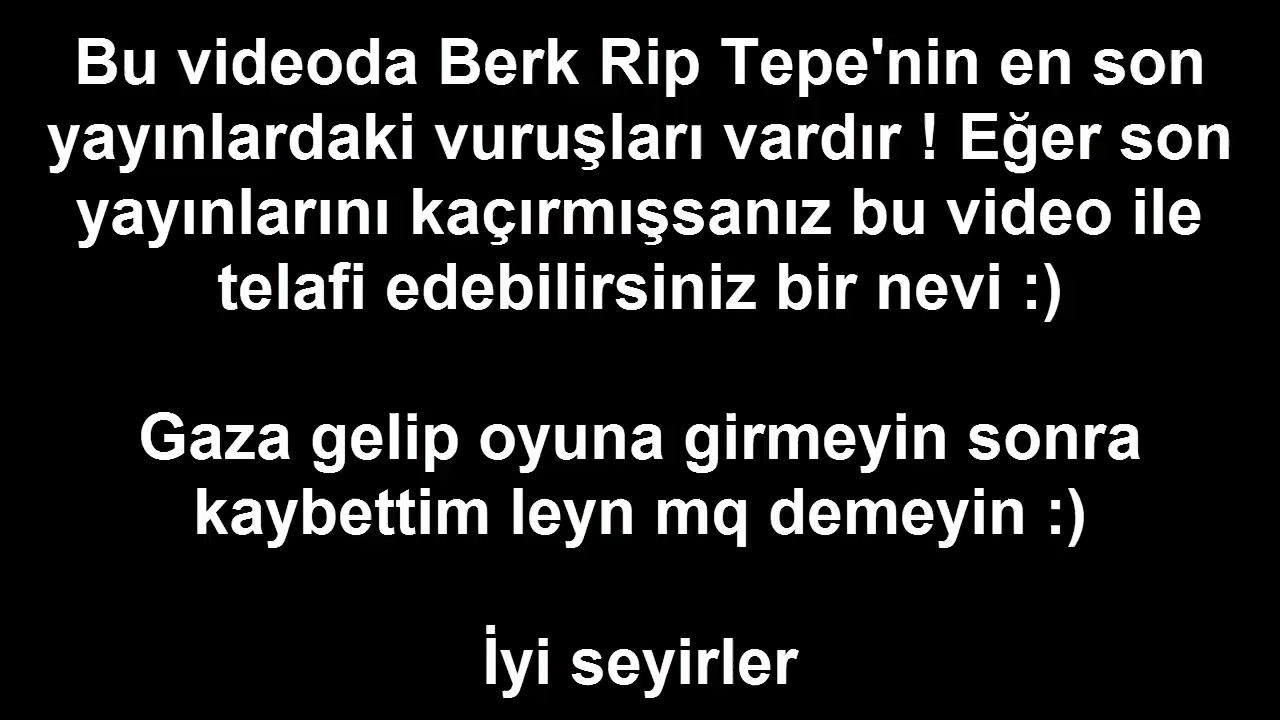 Bu videoda Berk Rip Tepe'nin en son
yayınlardaki vuruşları vardır ! Eğer son
yayınlarını kaçırmışsanız bu video ile
telafi edebilirsiniz bir nevi :)
Gaza gelip oyuna girmeyin sonra
kaybettim leyn mq demeyin :)
İyi seyirler